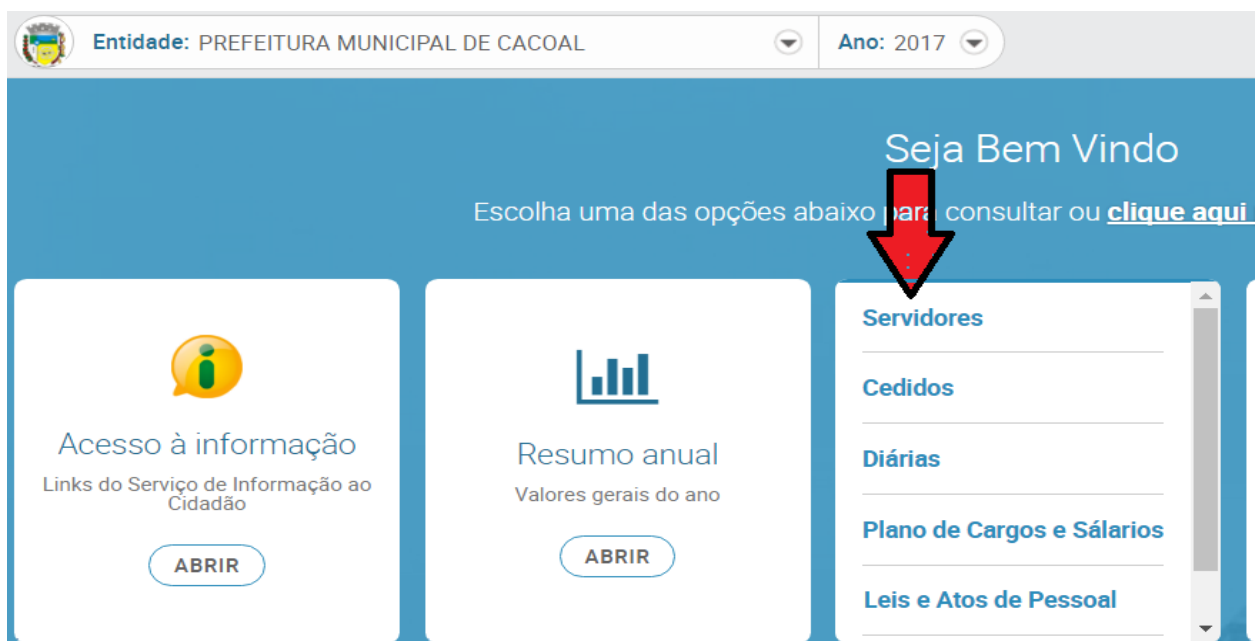 Entidade: PREFEITURA MUNICIPAL DE CACOAL
Ano: 2017
Seja Bem Vindo
Escolha uma das opções abaixo para consultar ou clique aqui
Acesso à informação
Links do Serviço de Informação ao
Cidadão
ABRIR
Resumo anual
Valores gerais do ano
ABRIR
Servidores
Cedidos
Diárias
Plano de Cargos e Sálarios
Leis e Atos de Pessoal